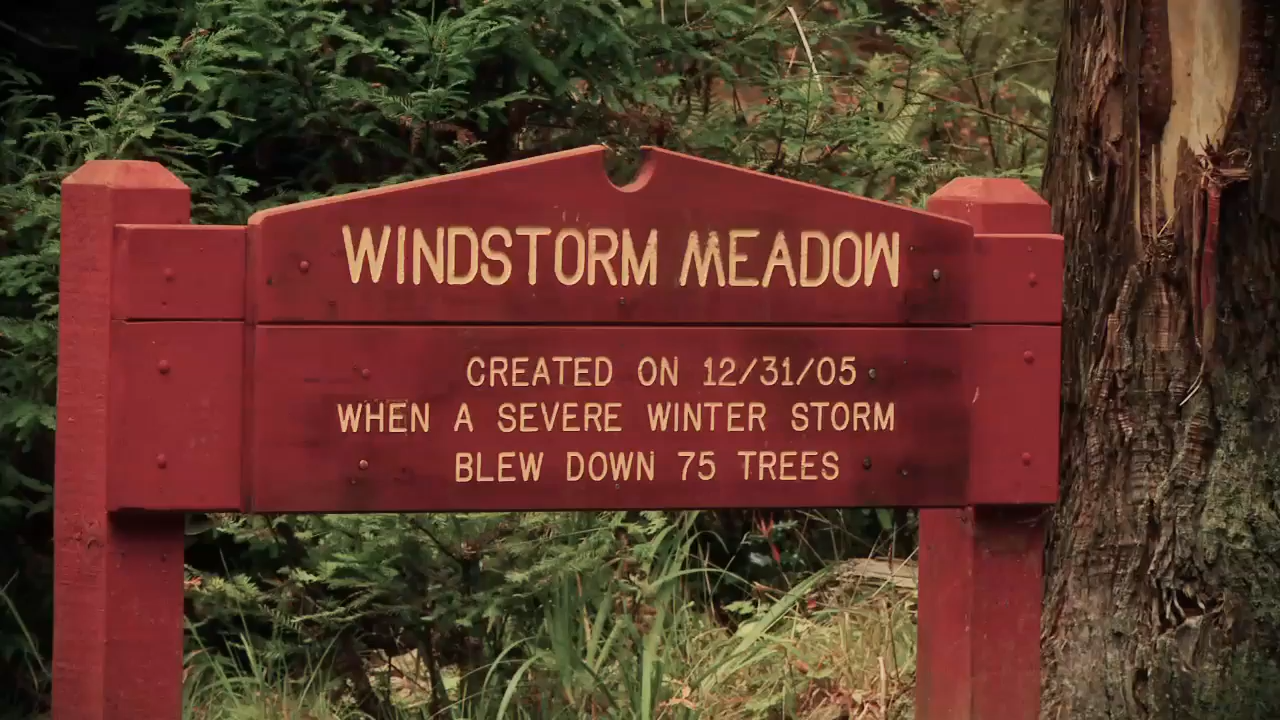 WINDSTORM MEADOW
CREATED ON 12/31/05
WHEN A SEVERE WINTER STORM
BLEW DOWN 75 TREES